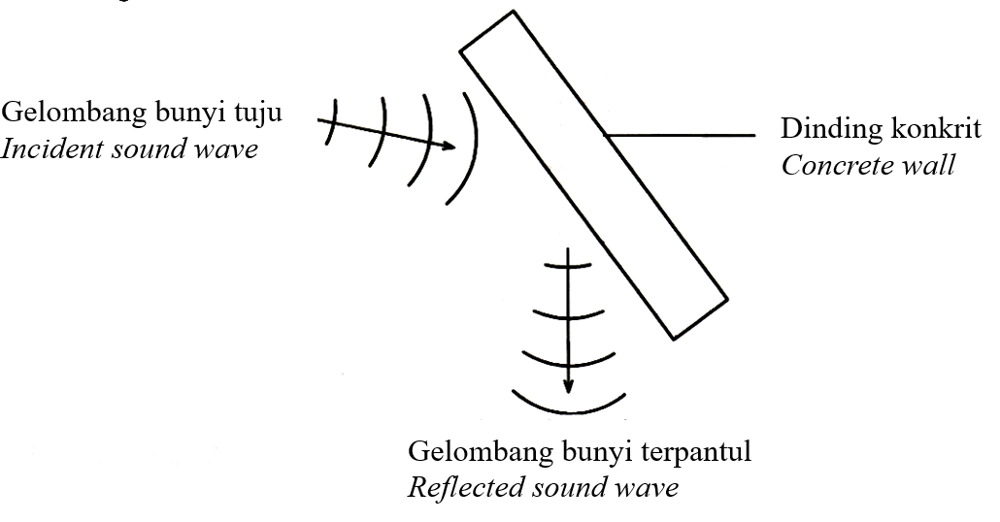 Gelombang bunyi tuju
Incident sound wave
Dinding konkrit
Concrete wall
Gelombang bunyi terpantul
Reflected sound wave